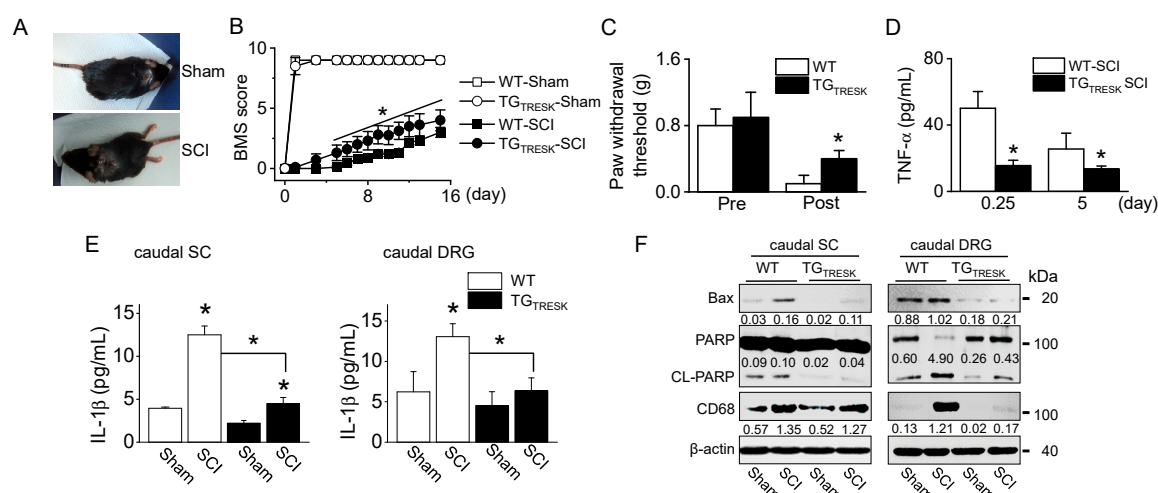 A
Sham
SCI
B
BMS score
10
5
0
*
0 8 16 (day)
WT-Sham
TG_TRESK-Sham
WT-SCI
TG_TRESK-SCI
C
Paw withdrawal
threshold (g)
1.6
0.8
0.0
WT
TG_TRESK
*
Pre Post
D
TNF-α (pg/mL)
80
40
0
WT-SCI
TG_TRESK SCI
* *
0.25 5 (day)
E
caudal SC
IL-1β (pg/mL)
15
10
5
0
* * *
Sham SCI Sham SCI
caudal DRG
WT
TG_TRESK
IL-1β (pg/mL)
15
10
5
0
* *
Sham SCI Sham SCI
F
caudal SC caudal DRG
WT TG_TRESK WT TG_TRESK kDa
Bax 20
0.03 0.16 0.02 0.11 0.88 1.02 0.18 0.21
PARP 100
0.09 0.10 0.02 0.04 0.60 4.90 0.26 0.43
CL-PARP
CD68 100
0.57 1.35 0.52 1.27 0.13 1.21 0.02 0.17
β-actin 40
Sham SCI Sham SCI Sham SCI Sham SCI